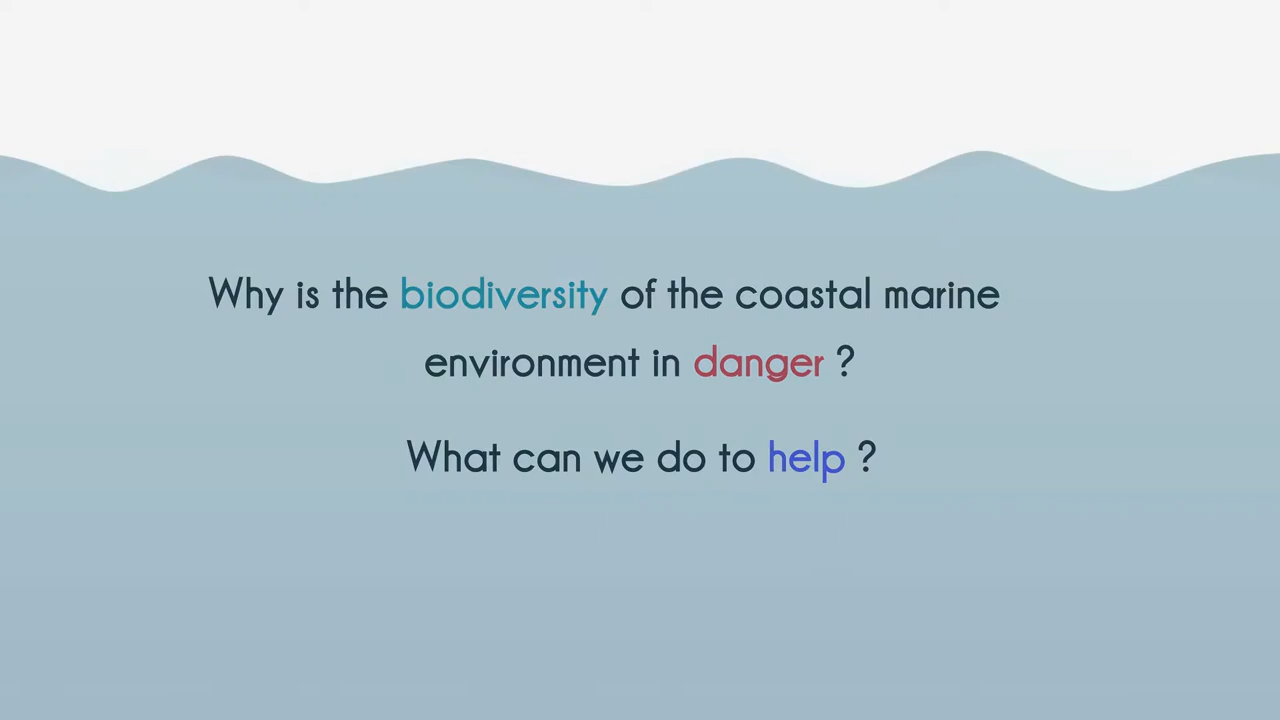 Why is the biodiversity of the coastal marine
environment in danger ?
What can we do to help ?